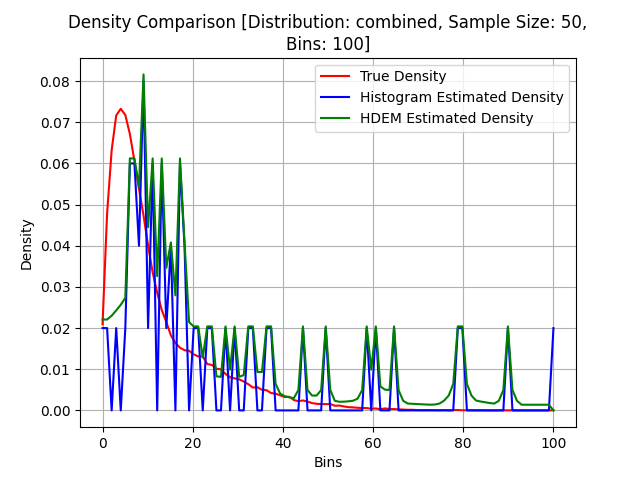 Density Comparison [Distribution: combined, Sample Size: 50,
Bins: 100]
True Density
Histogram Estimated Density
HDEM Estimated Density
Density
0.08
0.07
0.06
0.05
0.04
0.03
0.02
0.01
0.00
0
20
40
60
80
100
Bins